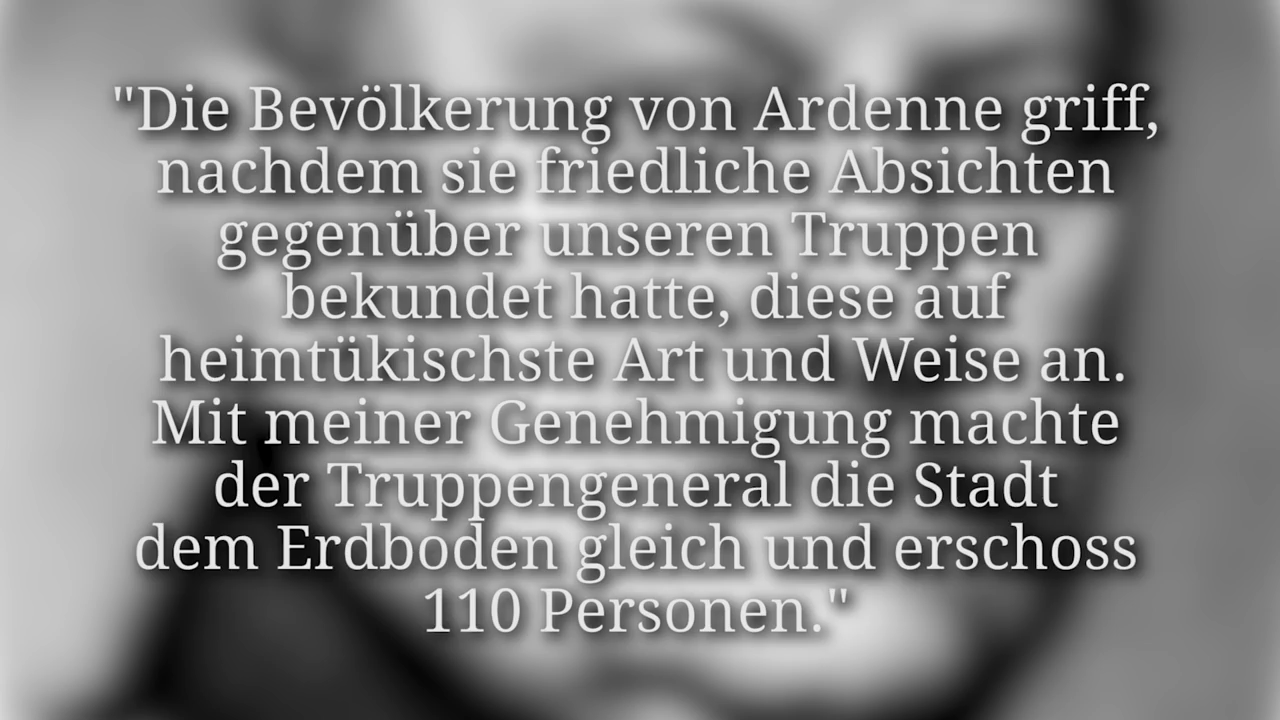 "Die Bevölkerung von Ardenne griff,
nachdem sie friedliche Absichten
gegenüber unseren Truppen
bekundet hatte, diese auf
heimtükischste Art und Weise an.
Mit meiner Genehmigung machte
der Truppengeneral die Stadt
dem Erdboden gleich und erschoss
110 Personen."